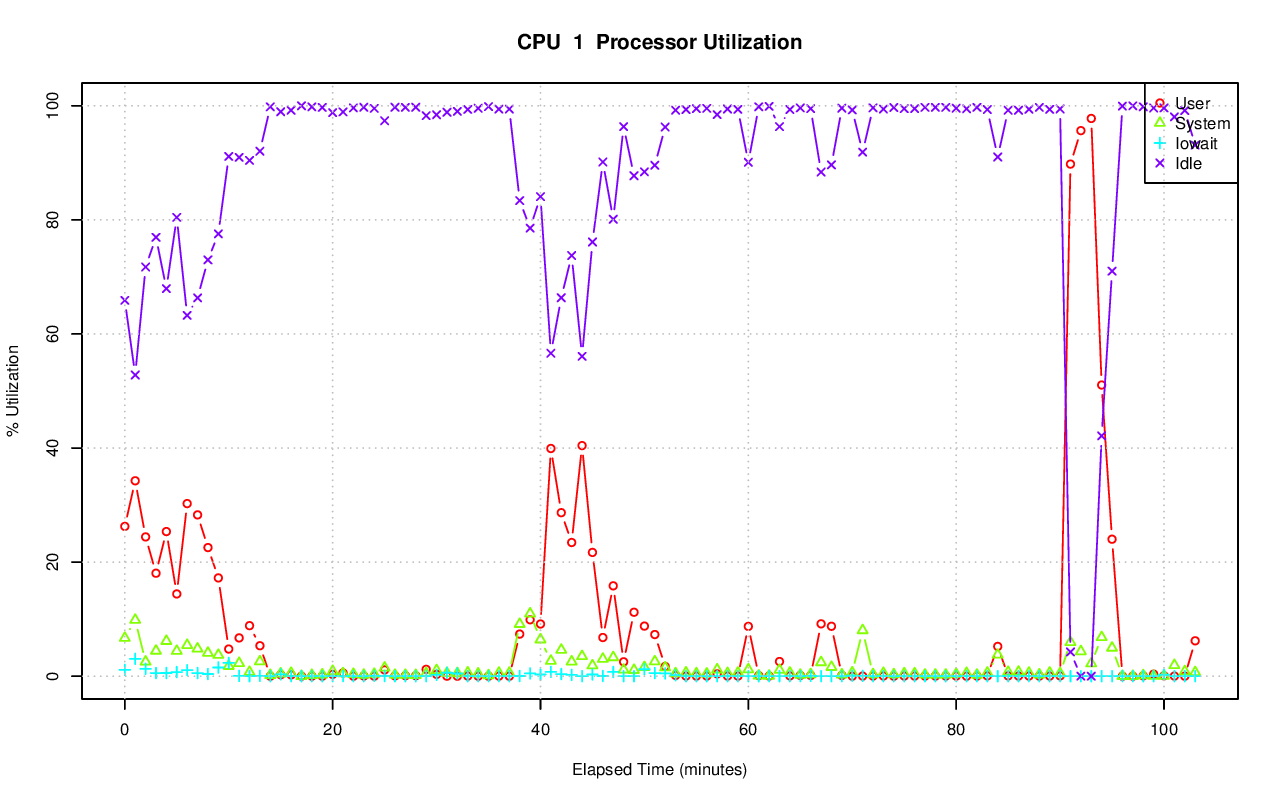 CPU 1 Processor Utilization
100
80
60
40
20
0
% Utilization
User
System
Iowait
Idle
0 20 40 60 80 100
Elapsed Time (minutes)